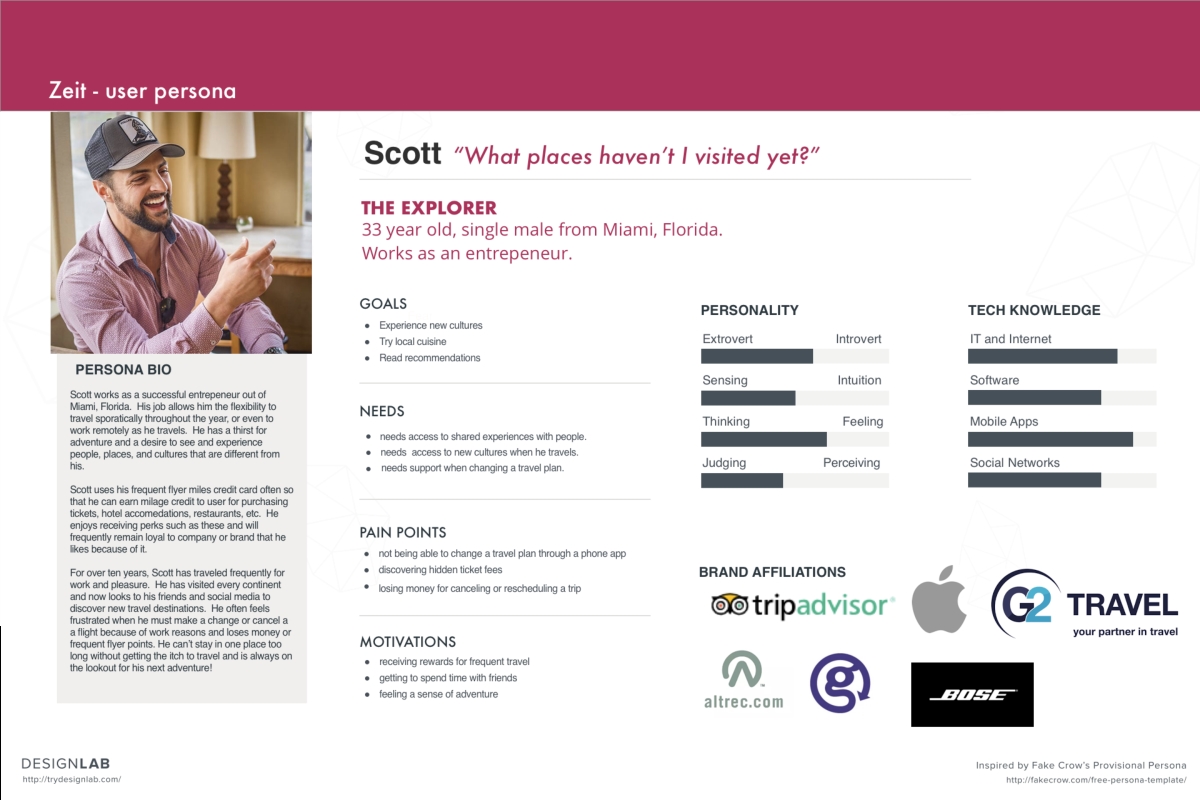 Zeit - user persona
Scott “What places haven’t I visited yet?”
THE EXPLORER
33 year old, single male from Miami, Florida.
Works as an entrepeneur.
PERSONA BIO
Scott works as a successful entrepeneur out of
Miami, Florida. His job allows him the flexibility to
travel sporatically throughout the year, or even to
work remotely as he travels. He has a thirst for
adventure and a desire to see and experience
people, places, and cultures that are different from
his.
Scott uses his frequent flyer miles credit card often so
that he can earn milage credit to user for purchasing
tickets, hotel accomedations, restaurants, etc. He
enjoys receiving perks such as these and will
frequently remain loyal to company or brand that he
likes because of it.
For over ten years, Scott has traveled frequently for
work and pleasure. He has visited every continent
and now looks to his friends and social media to
discover new travel destinations. He often feels
frustrated when he must make a change or cancel a
a flight because of work reasons and loses money or
frequent flyer points. He can’t stay in one place too
long without getting the itch to travel and is always on
the lookout for his next adventure!
GOALS
• Experience new cultures
• Try local cuisine
• Read recommendations
NEEDS
• needs access to shared experiences with people.
• needs access to new cultures when he travels.
• needs support when changing a travel plan.
PAIN POINTS
• not being able to change a travel plan through a phone app
• discovering hidden ticket fees
• losing money for canceling or rescheduling a trip
MOTIVATIONS
• receiving rewards for frequent travel
• getting to spend time with friends
• feeling a sense of adventure
PERSONALITY
Extrovert Introvert
Sensing Intuition
Thinking Feeling
Judging Perceiving
TECH KNOWLEDGE
IT and Internet
Software
Mobile Apps
Social Networks
BRAND AFFILIATIONS
tripadvisor®
G2 TRAVEL
your partner in travel
altrec.com
g
BOSE
DESIGNLAB
http://trydesignlab.com/
Inspired by Fake Crow’s Provisional Persona
http://fakecrow.com/free-persona-template/